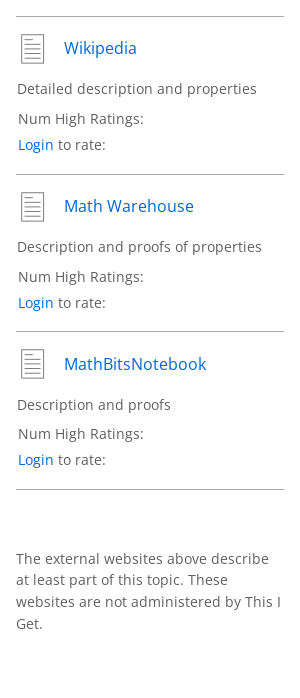 Wikipedia
Detailed description and properties
Num High Ratings:
Login to rate:
Math Warehouse
Description and proofs of properties
Num High Ratings:
Login to rate:
MathBitsNotebook
Description and proofs
Num High Ratings:
Login to rate:
The external websites above describe
at least part of this topic. These
websites are not administered by This I
Get.